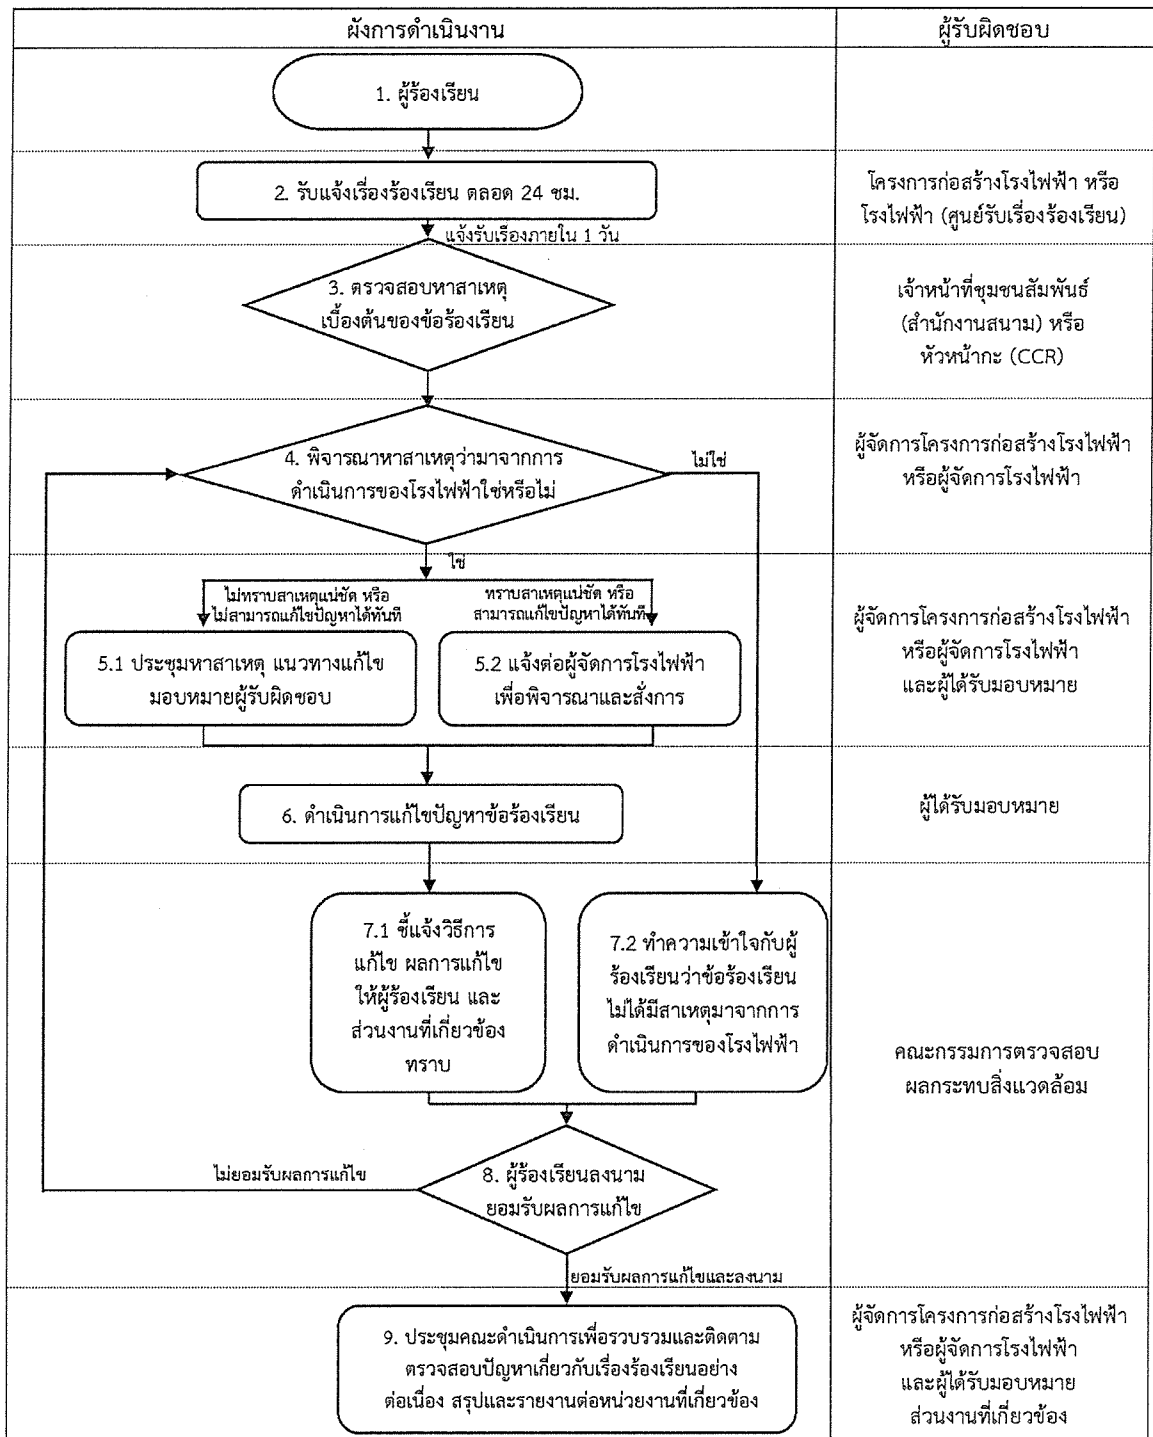 ผังการดำเนินงาน
ผู้รับผิดชอบ
1. ผู้ร้องเรียน
2. รับแจ้งเรื่องร้องเรียน ตลอด 24 ชม.
โครงการก่อสร้างโรงไฟฟ้า หรือ
โรงไฟฟ้า (ศูนย์รับเรื่องร้องเรียน)
แจ้งรับเรื่องภายใน 1 วัน
3. ตรวจสอบหาสาเหตุ
เบื้องต้นของข้อร้องเรียน
เจ้าหน้าที่ชุมชนสัมพันธ์
(สำนักงานสนาม) หรือ
หัวหน้ากะ (CCR)
4. พิจารณาหาสาเหตุว่ามาจากการ
ดำเนินการของโรงไฟฟ้าใช่หรือไม่
ไม่ใช่
ผู้จัดการโครงการก่อสร้างโรงไฟฟ้า
หรือผู้จัดการโรงไฟฟ้า
ใช่
ไม่ทราบสาเหตุแน่ชัด หรือ
ไม่สามารถแก้ไขปัญหาได้ทันที
ทราบสาเหตุแน่ชัด หรือ
สามารถแก้ไขปัญหาได้ทันที
5.1 ประชุมหาสาเหตุ แนวทางแก้ไข
มอบหมายผู้รับผิดชอบ
5.2 แจ้งต่อผู้จัดการโรงไฟฟ้า
เพื่อพิจารณาและสั่งการ
ผู้จัดการโครงการก่อสร้างโรงไฟฟ้า
หรือผู้จัดการโรงไฟฟ้า
และผู้ได้รับมอบหมาย
6. ดำเนินการแก้ไขปัญหาข้อร้องเรียน
ผู้ได้รับมอบหมาย
7.1 ชี้แจงวิธีการ
แก้ไข ผลการแก้ไข
ให้ผู้ร้องเรียน และ
ส่วนงานที่เกี่ยวข้อง
ทราบ
7.2 ทำความเข้าใจกับผู้
ร้องเรียนว่าข้อร้องเรียน
ไม่ได้มีสาเหตุมาจากการ
ดำเนินการของโรงไฟฟ้า
คณะกรรมการตรวจสอบ
ผลกระทบสิ่งแวดล้อม
ไม่ยอมรับผลการแก้ไข
8. ผู้ร้องเรียนลงนาม
ยอมรับผลการแก้ไข
ยอมรับผลการแก้ไขและลงนาม
9. ประชุมคณะดำเนินการเพื่อรวบรวมและติดตาม
ตรวจสอบปัญหาเกี่ยวกับเรื่องร้องเรียนอย่าง
ต่อเนื่อง สรุปและรายงานต่อหน่วยงานที่เกี่ยวข้อง
ผู้จัดการโครงการก่อสร้างโรงไฟฟ้า
หรือผู้จัดการโรงไฟฟ้า
และผู้ได้รับมอบหมาย
ส่วนงานที่เกี่ยวข้อง